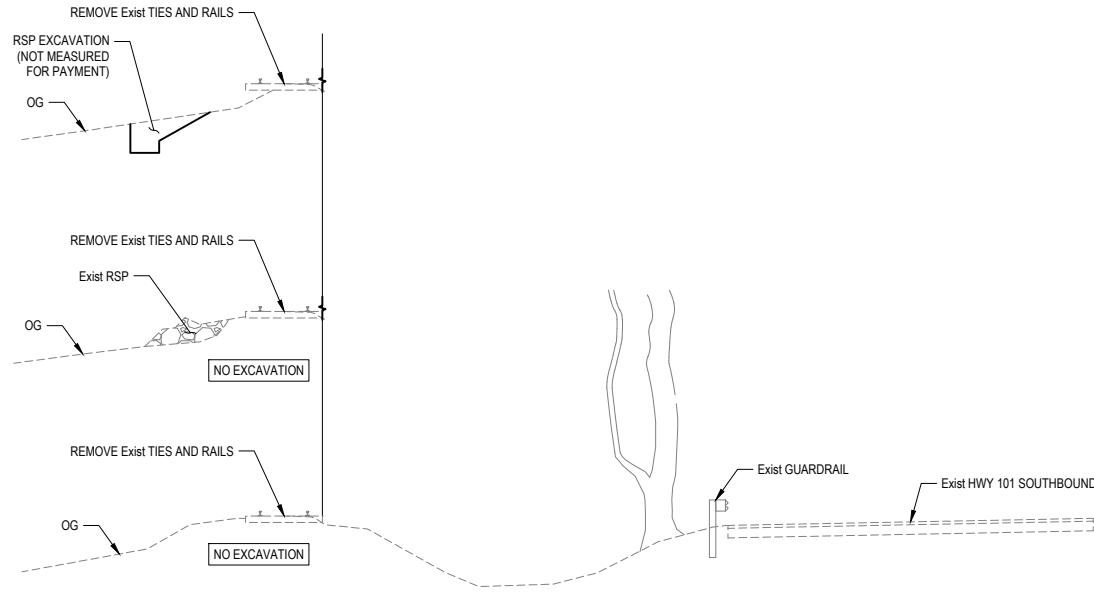 REMOVE Exist TIES AND RAILS
RSP EXCAVATION
(NOT MEASURED
FOR PAYMENT)
OG
REMOVE Exist TIES AND RAILS
Exist RSP
OG
NO EXCAVATION
REMOVE Exist TIES AND RAILS
Exist GUARDRAIL
Exist HWY 101 SOUTHBOUND
OG
NO EXCAVATION